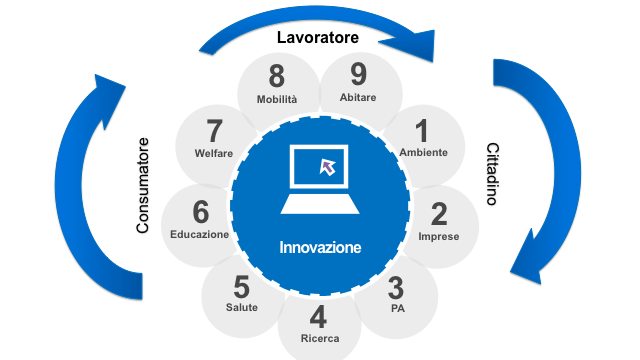 Lavoratore
8
Mobilità
9
Abitare
7
Welfare
1
Ambiente
Consumatore
Cittadino
6
Educazione
2
Imprese
Innovazione
5
Salute
3
PA
4
Ricerca